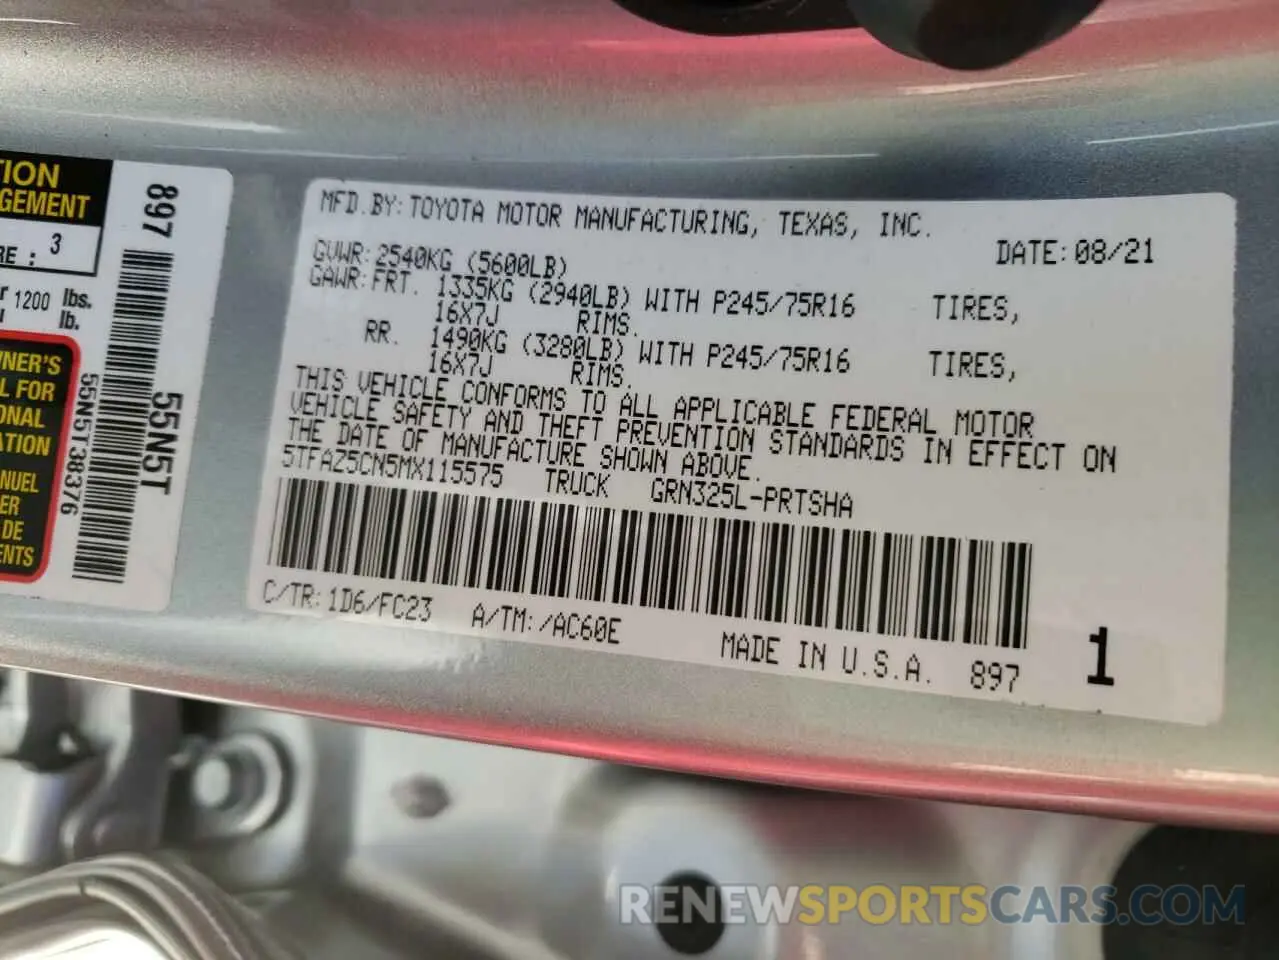 TION
GEMENT
RE : 3
1200 lbs.
lb.
NER'S
L FOR
ONAL
ATION
NUEL
ER
DE
ENTS
897
55N5T
55N5T38376
MFD.BY:TOYOTA MOTOR MANUFACTURING, TEXAS, INC.
DATE:08/21
GVWR:2540KG (5600LB)
GAWR:FRT. 1335KG (2940LB) WITH P245/75R16 TIRES,
16X7J RIMS.
RR. 1490KG (3280LB) WITH P245/75R16 TIRES,
16X7J RIMS.
THIS VEHICLE CONFORMS TO ALL APPLICABLE FEDERAL MOTOR
VEHICLE SAFETY AND THEFT PREVENTION STANDARDS IN EFFECT ON
THE DATE OF MANUFACTURE SHOWN ABOVE.
5TFAZ5CN5MX115575 TRUCK GRN325L-PRTSHA
C/TR:1D6/FC23 A/TM:/AC60E
MADE IN U.S.A. 897 1
RENEWSPORTSCARS.COM